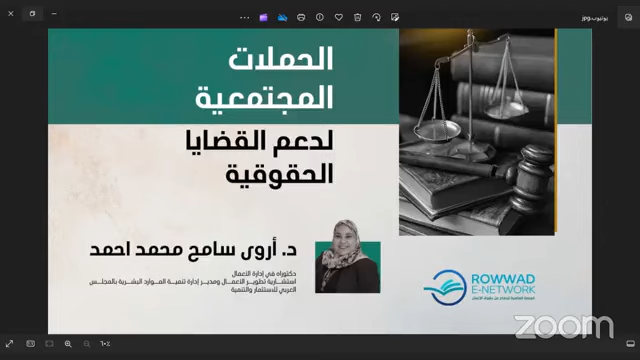 يوتيوب.jpg
الحملات
المجتمعية
لدعم القضايا
الحقوقية
د. أروى سامح محمد احمد
دكتوراه في إدارة الأعمال
استشارية تطوير الأعمال ومدير إدارة تنمية الموارد البشرية بالمجلس
العربي للاستثمار والتنمية
ROWWAD
E-NETWORK
zoom